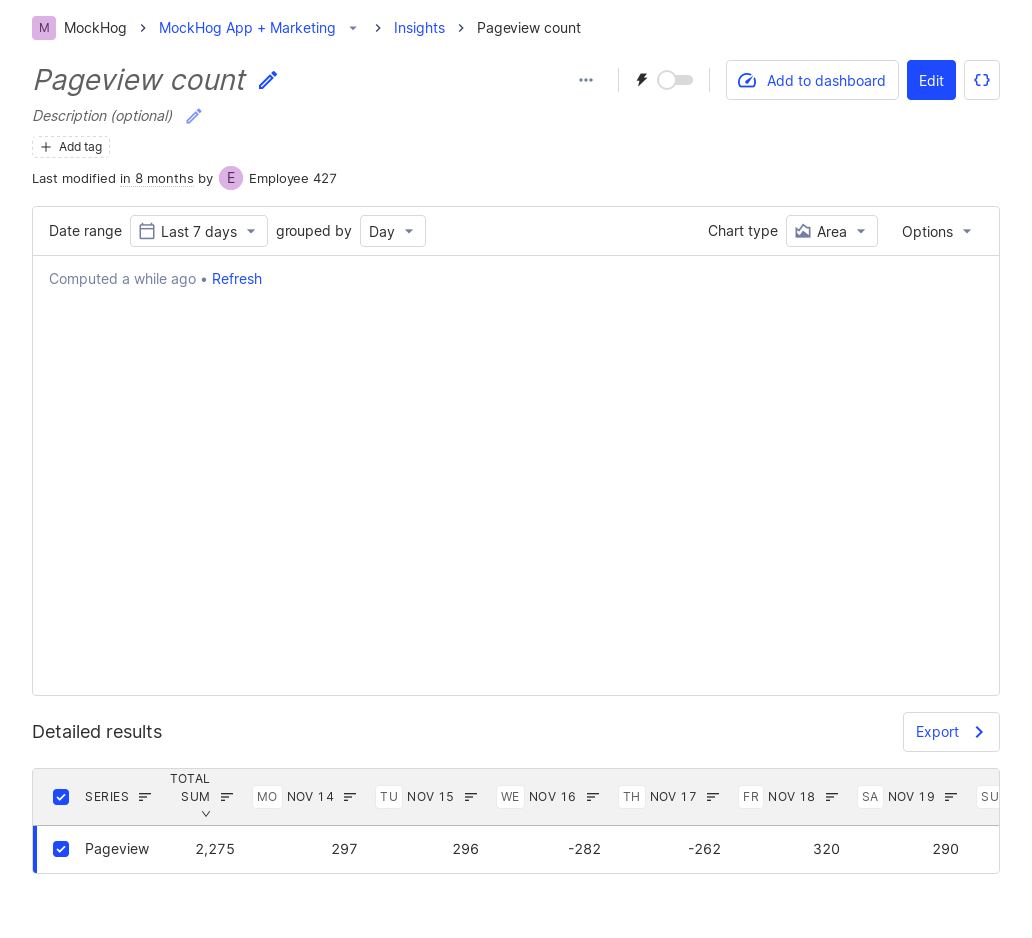 M MockHog MockHog App + Marketing Insights Pageview count
Pageview count
Add to dashboard Edit
Description (optional)
Add tag
Last modified in 8 months by E Employee 427
Date range Last 7 days grouped by Day Chart type Area Options
Computed a while ago • Refresh
Detailed results Export
SERIES TOTAL SUM MO NOV 14 TU NOV 15 WE NOV 16 TH NOV 17 FR NOV 18 SA NOV 19 SU
Pageview 2,275 297 296 -282 -262 320 290